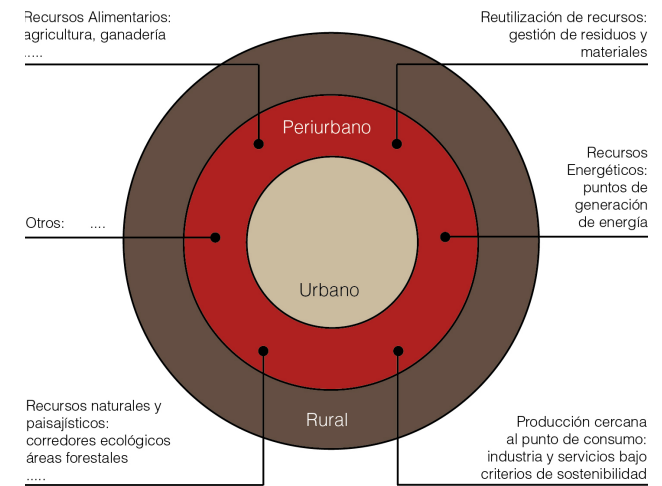 Recursos Alimentarios:
agricultura, ganadería
.....
Reutilización de recursos:
gestión de residuos y
materiales
Periurbano
Recursos
Energéticos:
puntos de
generación
de energía
Otros: ....
Urbano
Recursos naturales y
paisajísticos:
corredores ecológicos
áreas forestales
.....
Rural
Producción cercana
al punto de consumo:
industria y servicios bajo
criterios de sostenibilidad